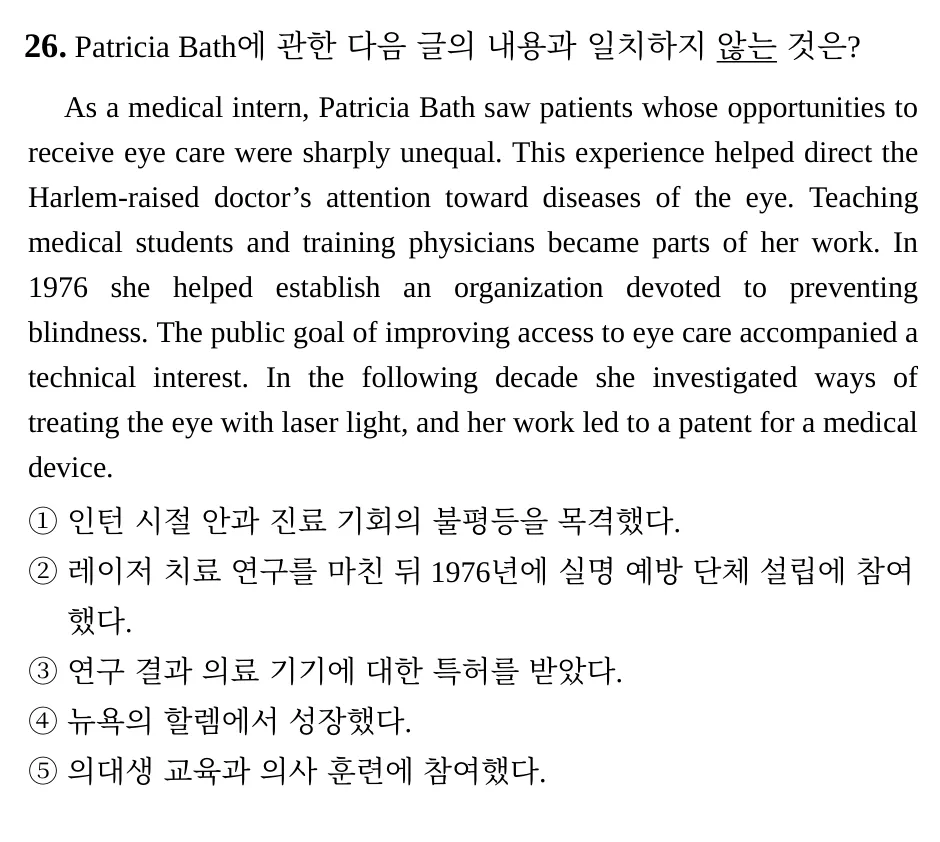 26. Patricia Bath에 관한 다음 글의 내용과 일치하지 않는 것은?
As a medical intern, Patricia Bath saw patients whose opportunities to
receive eye care were sharply unequal. This experience helped direct the
Harlem-raised doctor’s attention toward diseases of the eye. Teaching
medical students and training physicians became parts of her work. In
1976 she helped establish an organization devoted to preventing
blindness. The public goal of improving access to eye care accompanied a
technical interest. In the following decade she investigated ways of
treating the eye with laser light, and her work led to a patent for a medical
device.
① 인턴 시절 안과 진료 기회의 불평등을 목격했다.
② 레이저 치료 연구를 마친 뒤 1976년에 실명 예방 단체 설립에 참여
했다.
③ 연구 결과 의료 기기에 대한 특허를 받았다.
④ 뉴욕의 할렘에서 성장했다.
⑤ 의대생 교육과 의사 훈련에 참여했다.